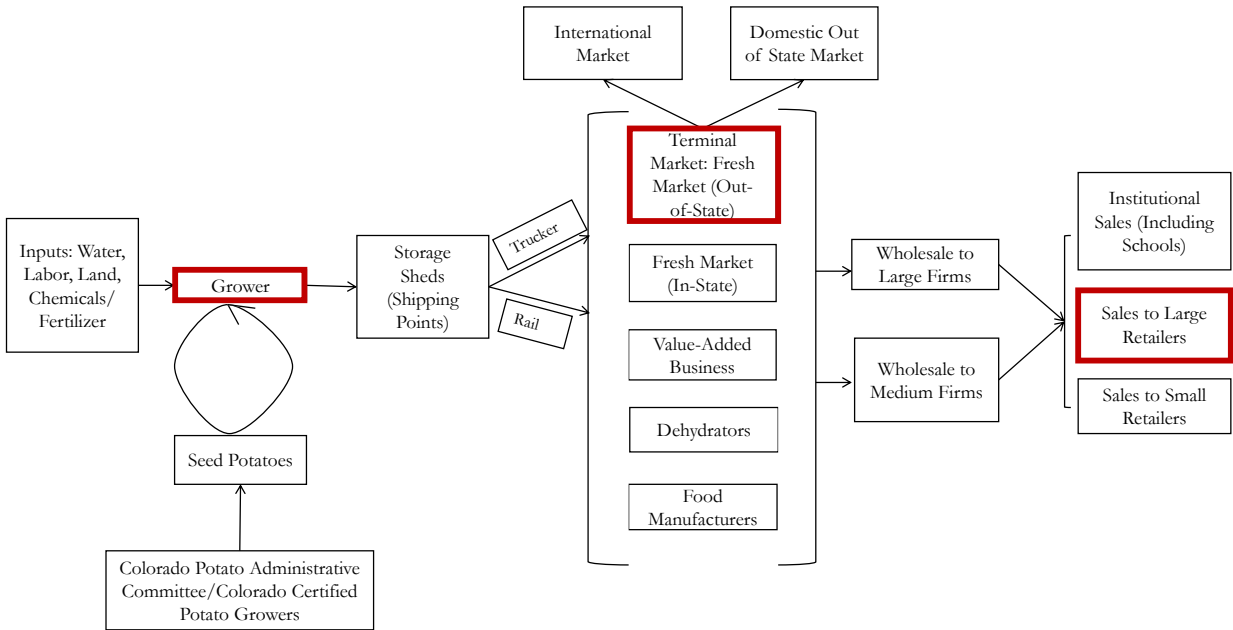 International
Market
Domestic Out
of State Market
Terminal
Market: Fresh
Market (Out-
of-State)
Inputs: Water,
Labor, Land,
Chemicals/
Fertilizer
Grower
Storage
Sheds
(Shipping
Points)
Trucker
Rail
Fresh Market
(In-State)
Value-Added
Business
Dehydrators
Food
Manufacturers
Wholesale to
Large Firms
Wholesale to
Medium Firms
Institutional
Sales (Including
Schools)
Sales to Large
Retailers
Sales to Small
Retailers
Seed Potatoes
Colorado Potato Administrative
Committee/Colorado Certified
Potato Growers